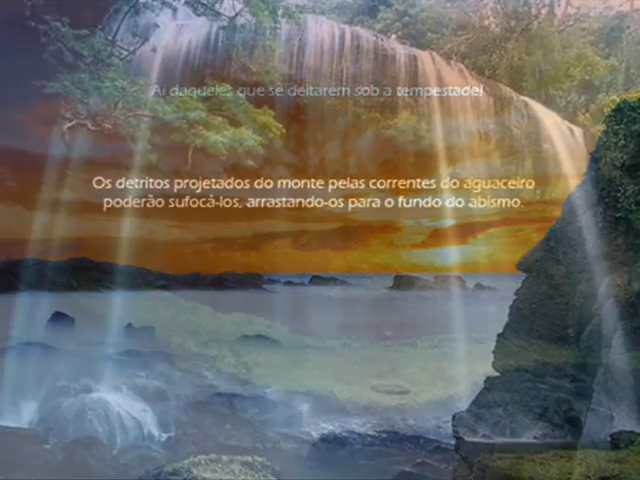 Ai daqueles que se deitarem sob a tempestade!
Os detritos projetados do monte pelas correntes do aguaceiro
poderão sufocá-los, arrastando-os para o fundo do abismo.